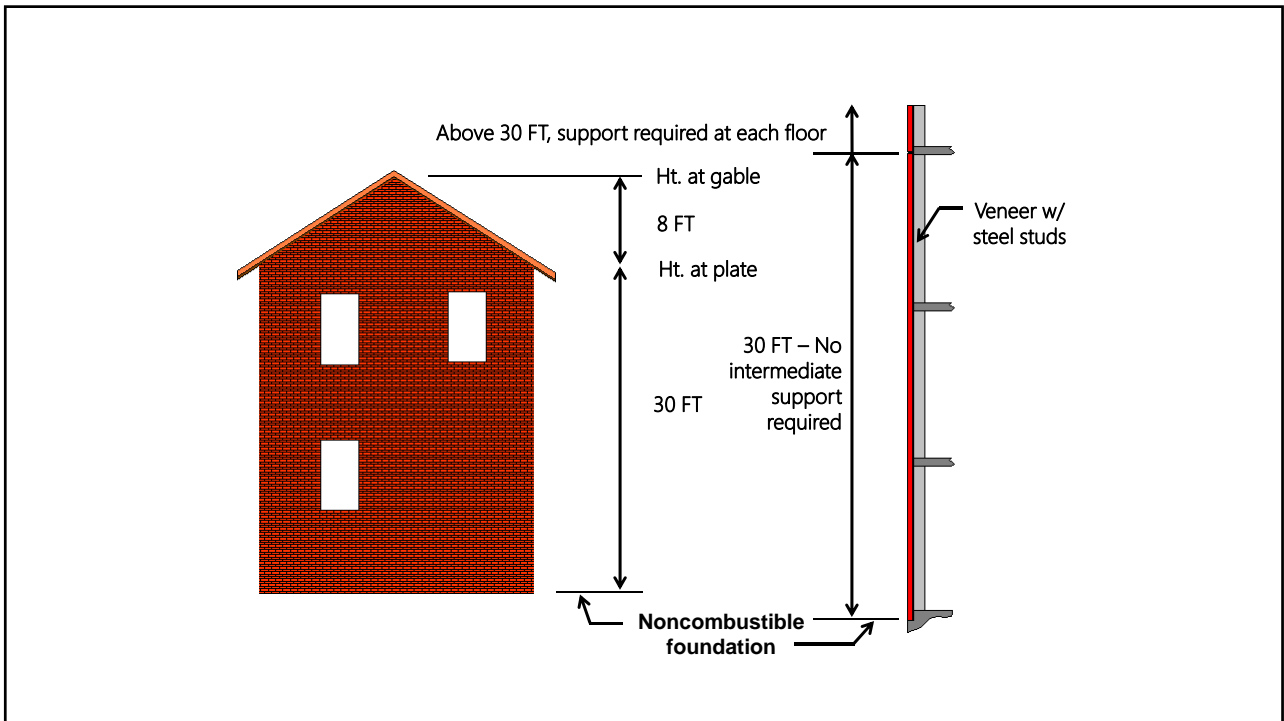 Above 30 FT, support required at each floor
Ht. at gable
8 FT
Ht. at plate
30 FT
Veneer w/
steel studs
30 FT – No
intermediate
support
required
Noncombustible
foundation